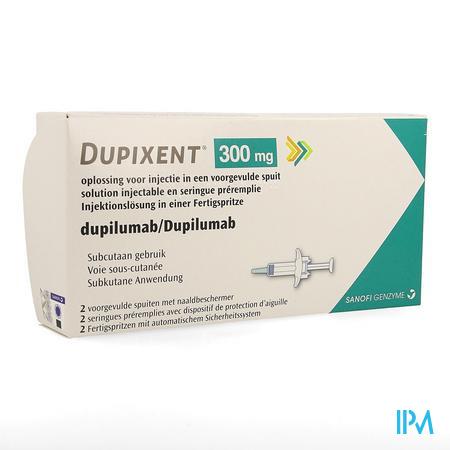 DUPIXENT® 300 mg
oplossing voor injectie in een voorgevulde spuit
solution injectable en seringue préremplie
Injektionslösung in einer Fertigspritze
dupilumab/Dupilumab
Subcutaan gebruik
Voie sous-cutanée
Subkutane Anwendung
2 voorgevulde spuiten met naaldbeschermer
2 seringues préremplies avec dispositif de protection d'aiguille
2 Fertigspritzen mit automatischem Sicherheitssystem
SANOFI GENZYME
IPM